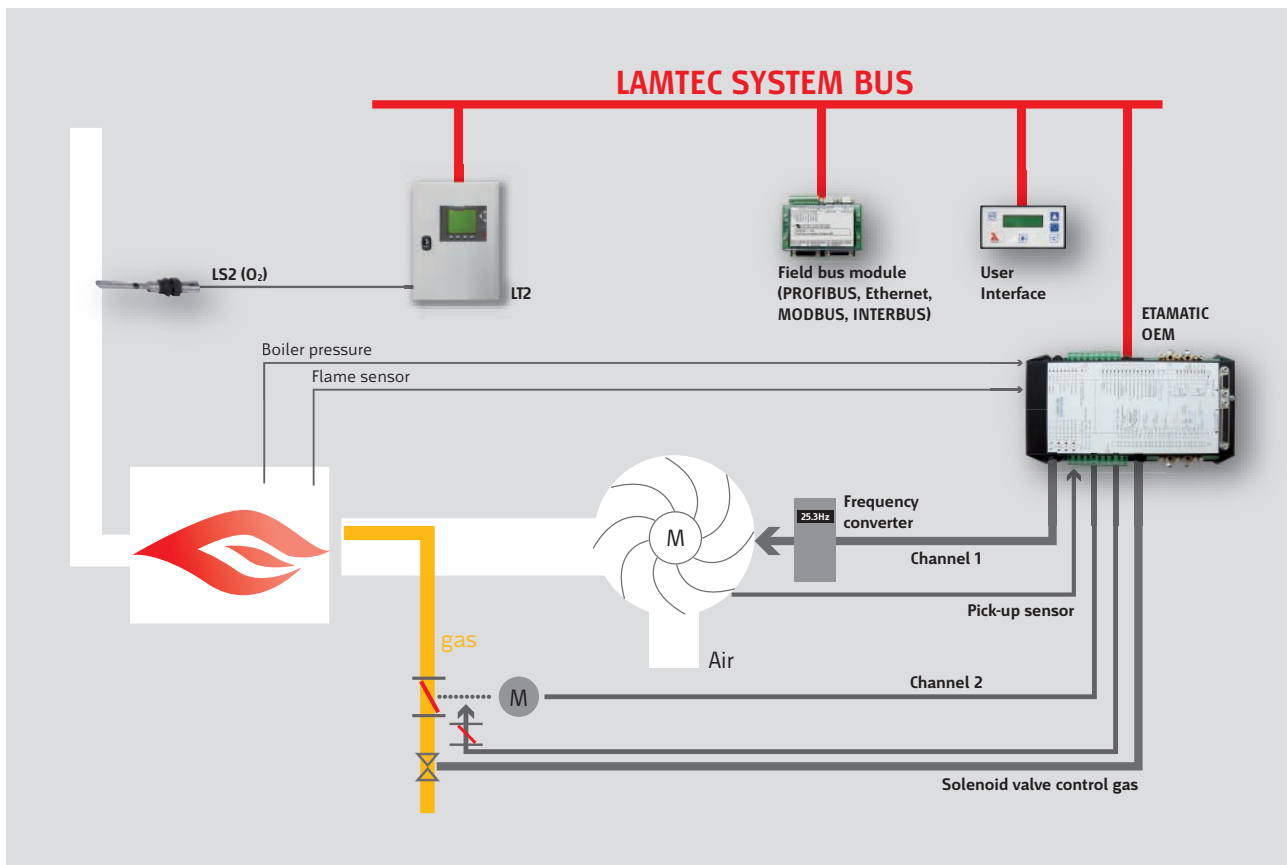 LAMTEC SYSTEM BUS
LS2 (O₂)
LT2
Field bus module
(PROFIBUS, Ethernet,
MODBUS, INTERBUS)
User
Interface
ETAMATIC
OEM
Boiler pressure
Flame sensor
25.3Hz
Frequency
converter
M
Channel 1
Pick-up sensor
gas
Air
Channel 2
M
Solenoid valve control gas